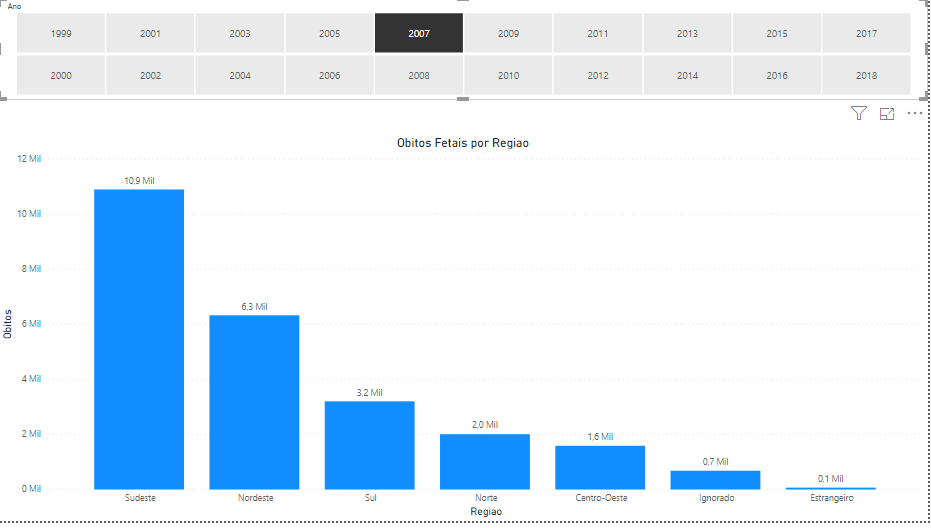 Ano
1999 2001 2003 2005 2007 2009 2011 2013 2015 2017
2000 2002 2004 2006 2008 2010 2012 2014 2016 2018
Obitos Fetais por Regiao
12 Mil
10 Mil
8 Mil
6 Mil
4 Mil
2 Mil
0 Mil
Obitos
10,9 Mil
6,3 Mil
3,2 Mil
2,0 Mil
1,6 Mil
0,7 Mil
0,1 Mil
Sudeste Nordeste Sul Norte Centro-Oeste Ignorado Estrangeiro
Regiao